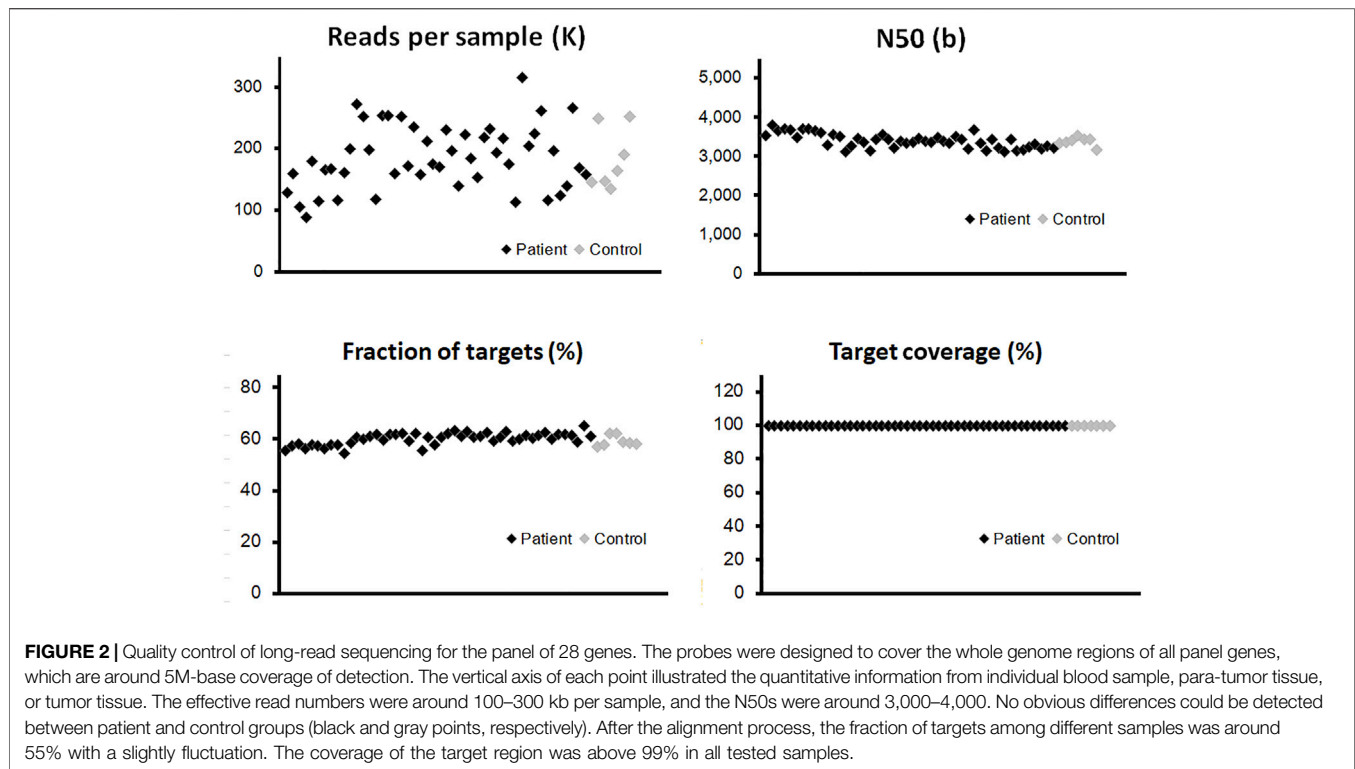 Reads per sample (K)
300
200
100
0
Patient Control
N50 (b)
5,000
4,000
3,000
2,000
1,000
0
Patient Control
Fraction of targets (%)
80
60
40
20
0
Patient Control
Target coverage (%)
120
100
80
60
40
20
0
Patient Control
FIGURE 2 | Quality control of long-read sequencing for the panel of 28 genes. The probes were designed to cover the whole genome regions of all panel genes,
which are around 5M-base coverage of detection. The vertical axis of each point illustrated the quantitative information from individual blood sample, para-tumor tissue,
or tumor tissue. The effective read numbers were around 100–300 kb per sample, and the N50s were around 3,000–4,000. No obvious differences could be detected
between patient and control groups (black and gray points, respectively). After the alignment process, the fraction of targets among different samples was around
55% with a slightly fluctuation. The coverage of the target region was above 99% in all tested samples.